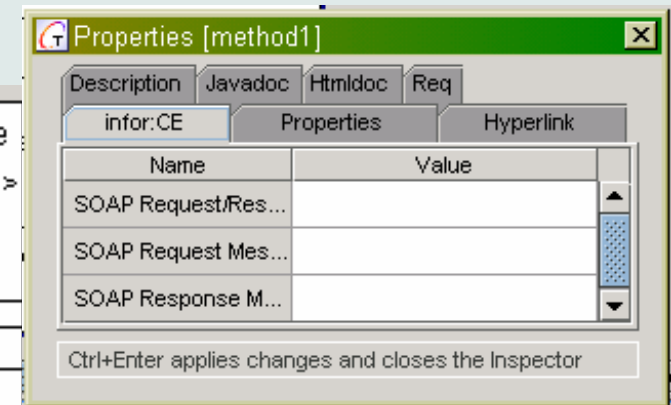 Properties [method1]
Description Javadoc Htmldoc Req
infor:CE Properties Hyperlink
Name Value
SOAP Request/Res...
SOAP Request Mes...
SOAP Response M...
Ctrl+Enter applies changes and closes the Inspector